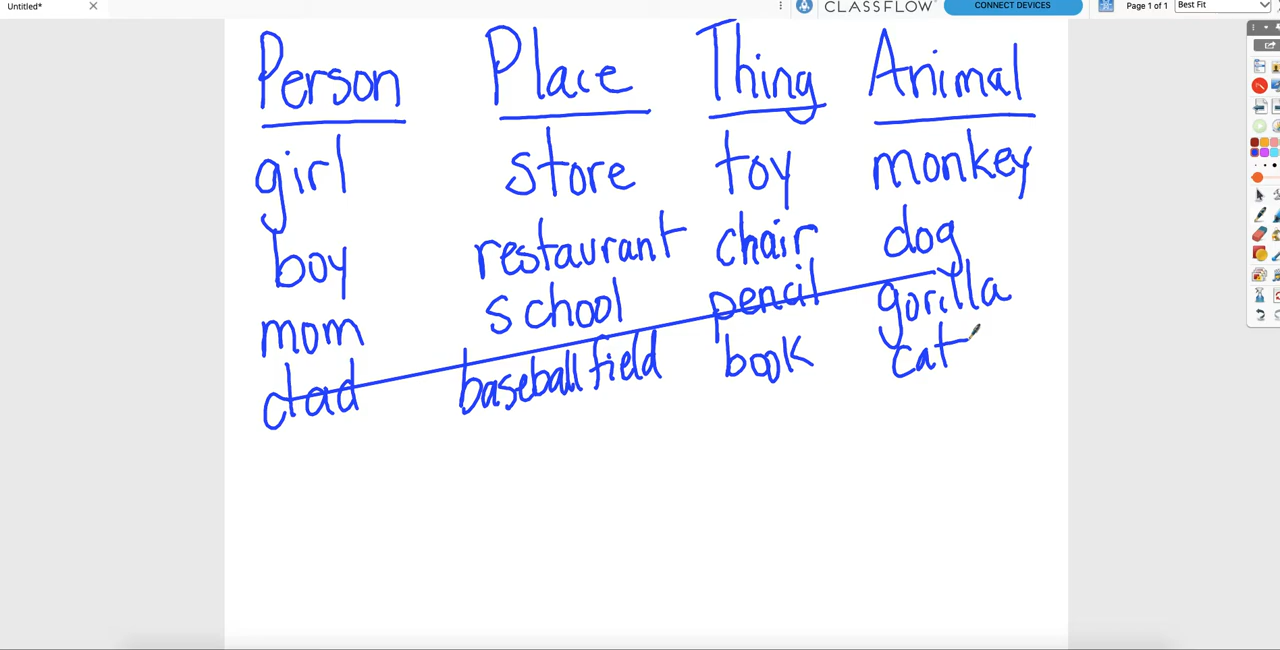 Untitled*
CLASSFLOW
CONNECT DEVICES
Page 1 of 1
Best Fit
Person Place Thing Animal
girl store toy monkey
boy restaurant chair dog
mom school pencil gorilla
dad baseball field book cat